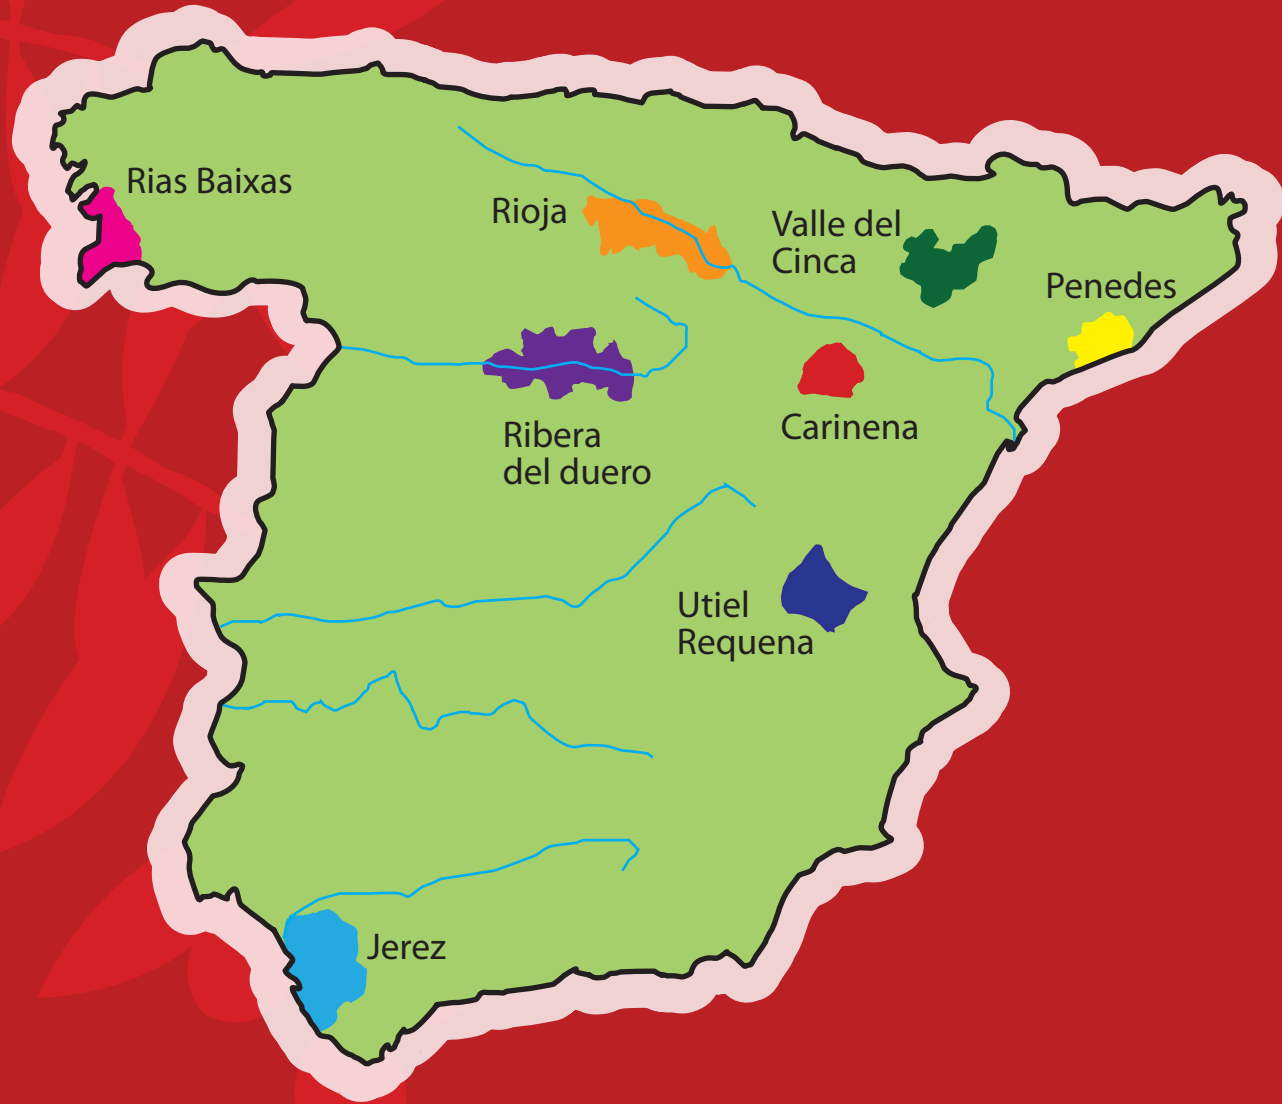 Rias Baixas
Rioja
Valle del
Cinca
Penedes
Ribera
del duero
Carinena
Utiel
Requena
Jerez